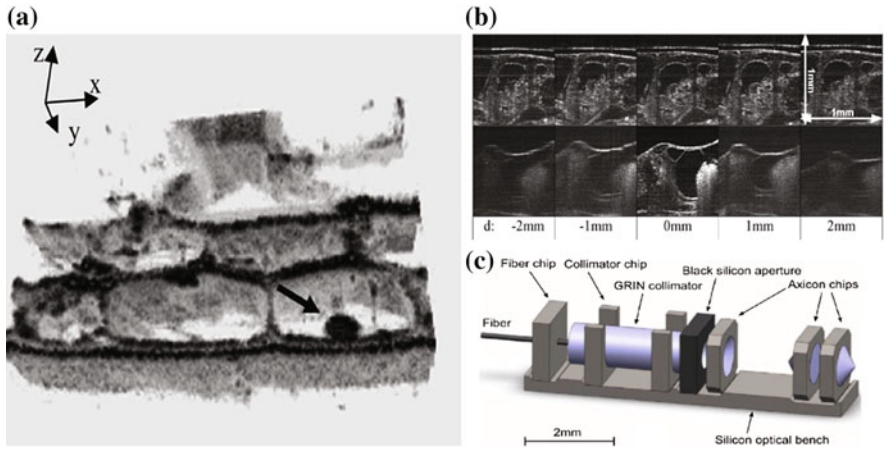 (a)
z
x
y
(b)
1mm
1mm
d: -2mm -1mm 0mm 1mm 2mm
(c)
Fiber chip
Collimator chip
Black silicon aperture
GRIN collimator
Axicon chips
Fiber
2mm
Silicon optical bench